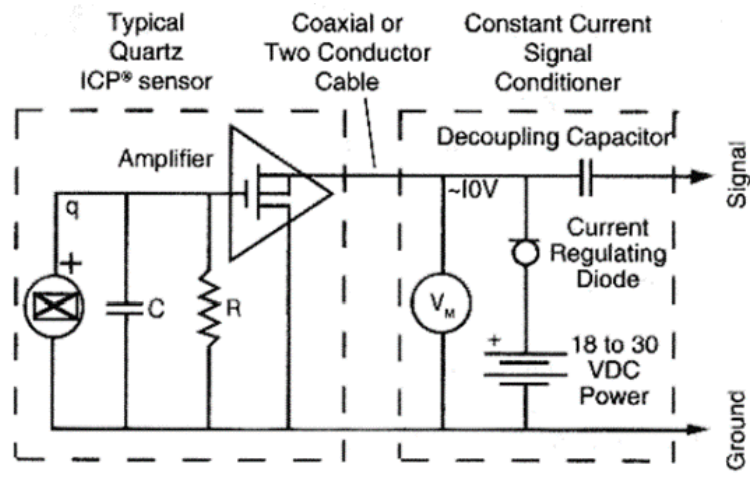 Typical
Quartz
ICP® sensor
Coaxial or
Two Conductor
Cable
Constant Current
Signal
Conditioner
Amplifier
Decoupling Capacitor
Signal
~10V
q
+
C
R
Current
Regulating
Diode
VM
+
18 to 30
VDC
Power
Ground